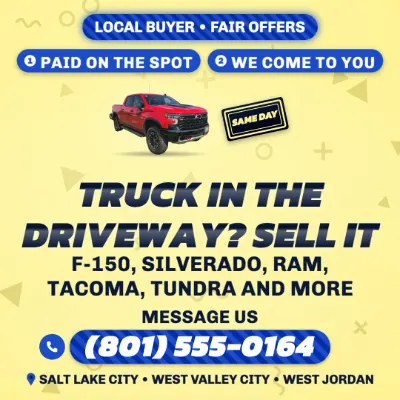 LOCAL BUYER • FAIR OFFERS
1 PAID ON THE SPOT
2 WE COME TO YOU
SAME DAY
TRUCK IN THE
DRIVEWAY? SELL IT
F-150, SILVERADO, RAM,
TACOMA, TUNDRA AND MORE
MESSAGE US
(801) 555-0164
SALT LAKE CITY • WEST VALLEY CITY • WEST JORDAN